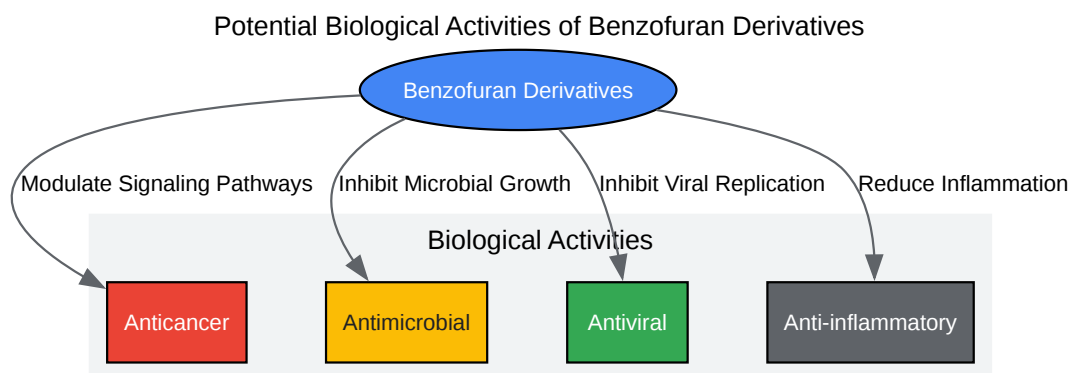 Potential Biological Activities of Benzofuran Derivatives
Benzofuran Derivatives
Modulate Signaling Pathways
Inhibit Microbial Growth
Inhibit Viral Replication
Reduce Inflammation
Biological Activities
Anticancer
Antimicrobial
Antiviral
Anti-inflammatory